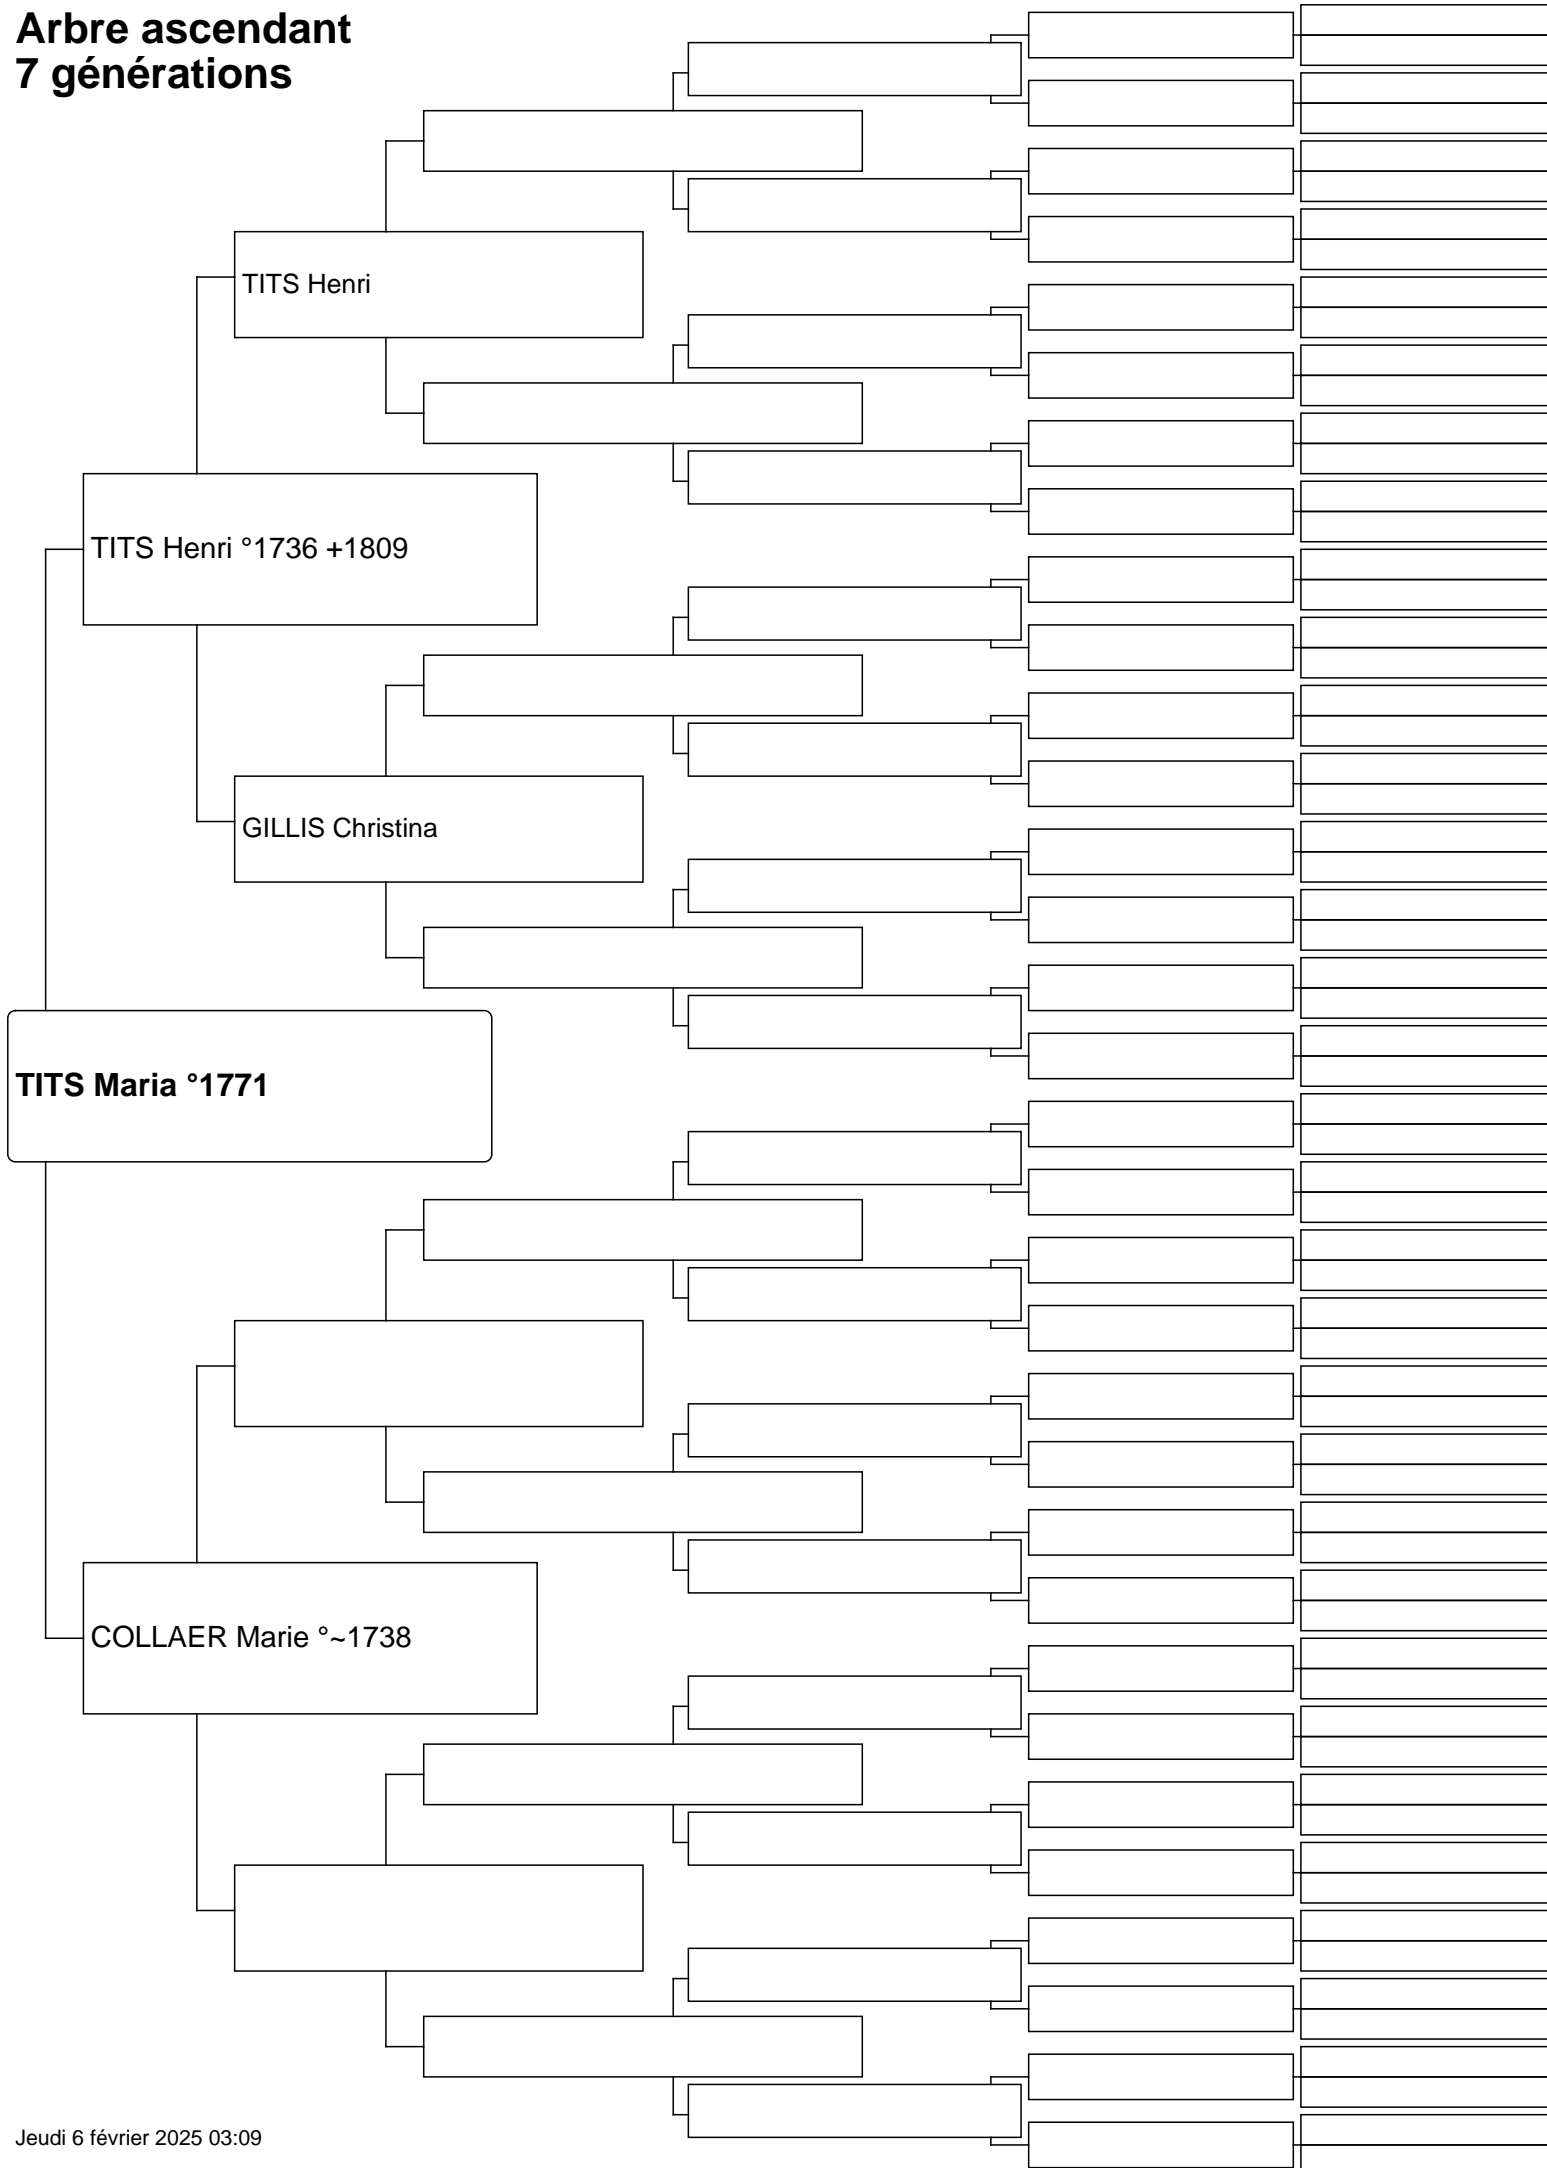 Arbre ascendant
7 générations
TITS Henri
TITS Henri °1736 +1809
GILLIS Christina
TITS Maria °1771
COLLAER Marie °~1738
Jeudi 6 février 2025 03:09